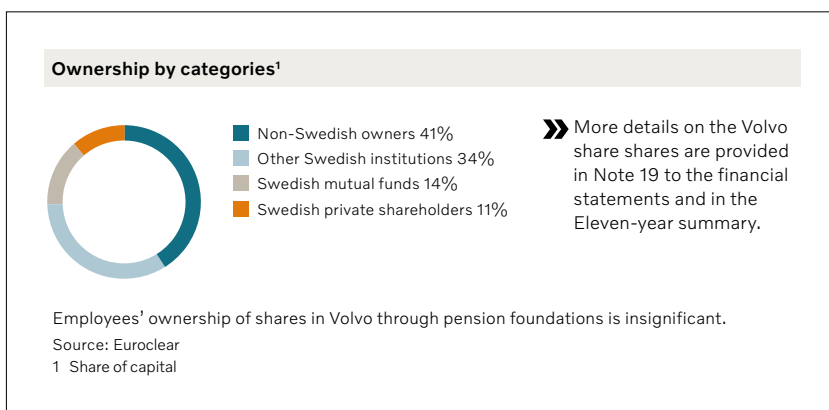 Ownership by categories¹
Non-Swedish owners 41%
Other Swedish institutions 34%
Swedish mutual funds 14%
Swedish private shareholders 11%
More details on the Volvo
share shares are provided
in Note 19 to the financial
statements and in the
Eleven-year summary.
Employees’ ownership of shares in Volvo through pension foundations is insignificant.
Source: Euroclear
1 Share of capital